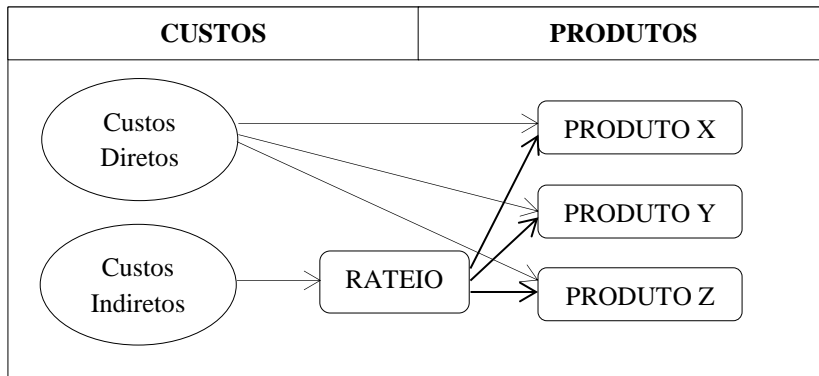 CUSTOS
PRODUTOS
Custos
Diretos
PRODUTO X
PRODUTO Y
Custos
Indiretos
RATEIO
PRODUTO Z